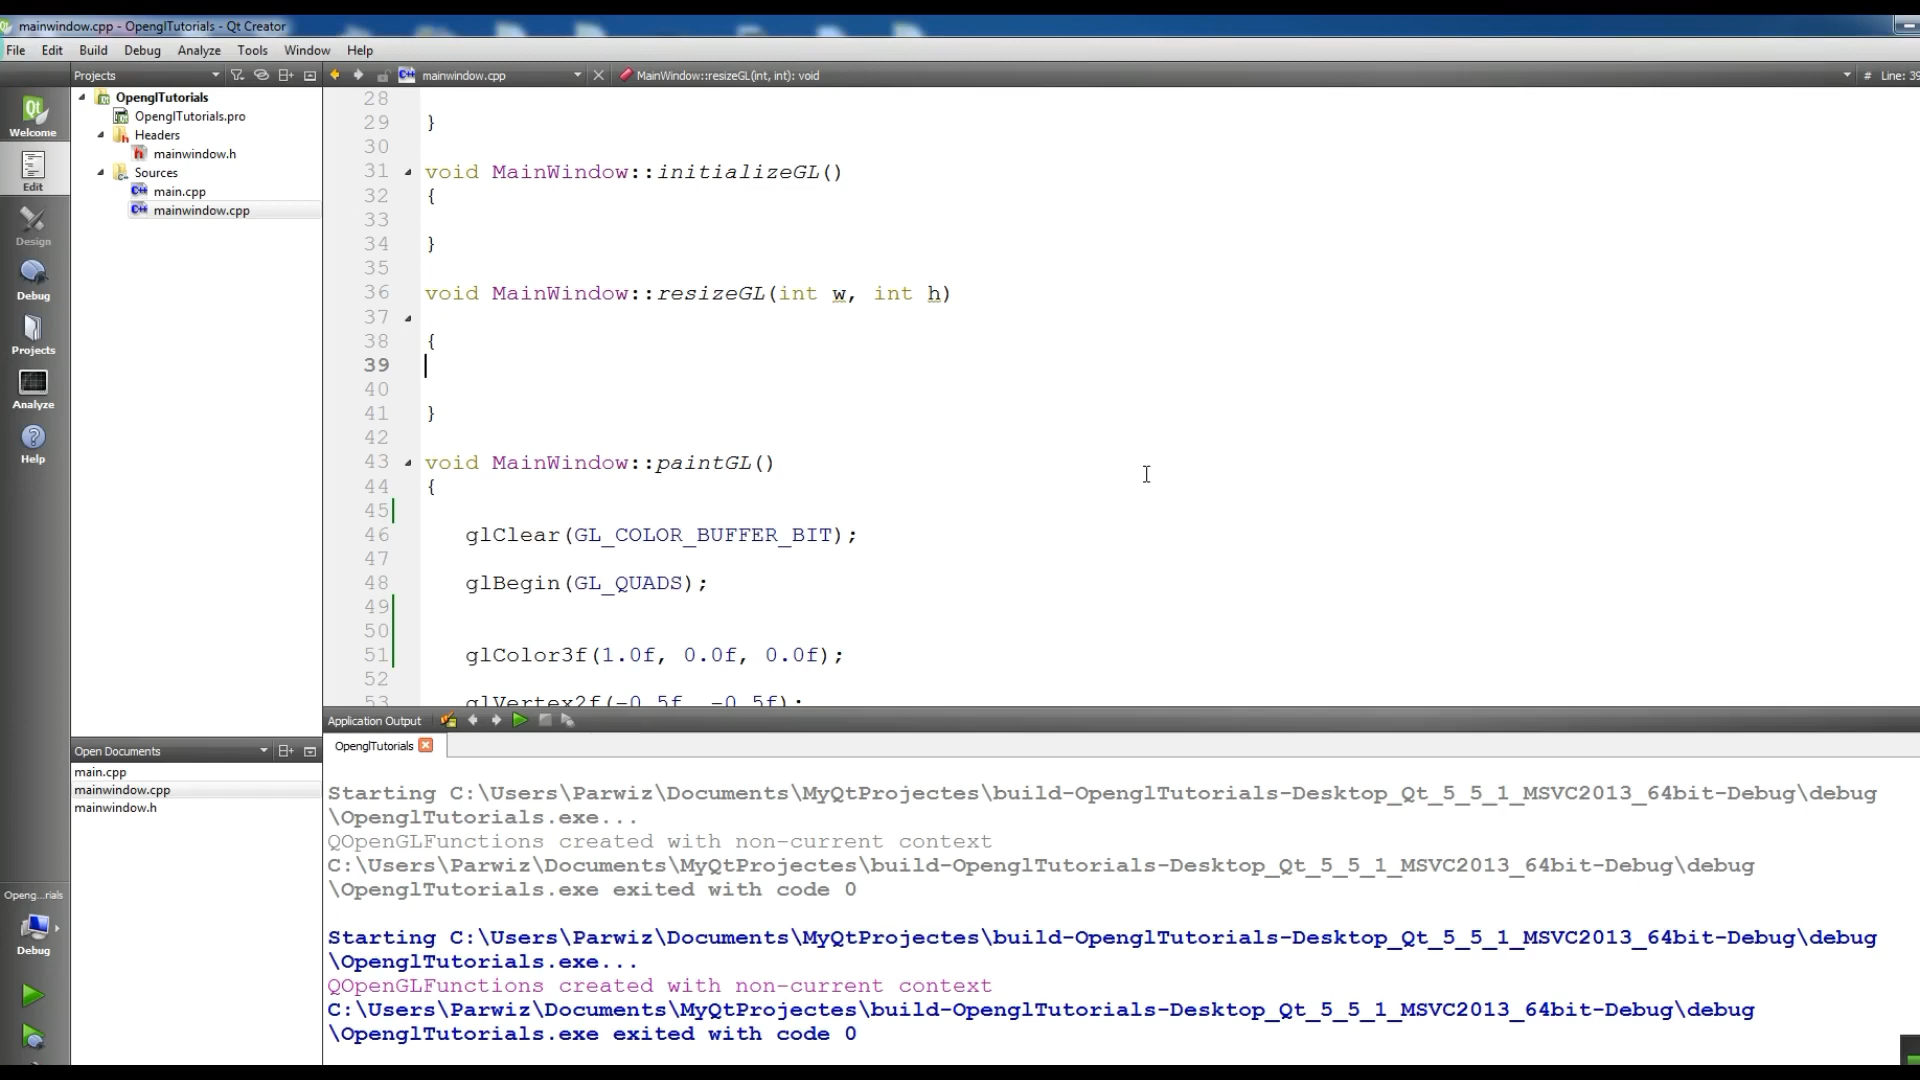 mainwindow.cpp - OpenglTutorials - Qt Creator
File Edit Build Debug Analyze Tools Window Help
Projects
mainwindow.cpp
MainWindow::resizeGL(int, int): void
# Line: 39
Welcome
Edit
Design
Debug
Projects
Analyze
Help
Openg...rials
Debug
OpenglTutorials
OpenglTutorials.pro
Headers
mainwindow.h
Sources
main.cpp
mainwindow.cpp
Open Documents
main.cpp
mainwindow.cpp
mainwindow.h
28
29 }
30
31 void MainWindow::initializeGL()
32 {
33
34 }
35
36 void MainWindow::resizeGL(int w, int h)
37
38 {
39
40
41 }
42
43 void MainWindow::paintGL()
44 {
45
46 glClear(GL_COLOR_BUFFER_BIT);
47
48 glBegin(GL_QUADS);
49
50
51 glColor3f(1.0f, 0.0f, 0.0f);
52
53 glVertex2f(-0.5f, -0.5f);
Application Output
OpenglTutorials
Starting C:\Users\Parwiz\Documents\MyQtProjectes\build-OpenglTutorials-Desktop_Qt_5_5_1_MSVC2013_64bit-Debug\debug
\OpenglTutorials.exe...
QOpenGLFunctions created with non-current context
C:\Users\Parwiz\Documents\MyQtProjectes\build-OpenglTutorials-Desktop_Qt_5_5_1_MSVC2013_64bit-Debug\debug
\OpenglTutorials.exe exited with code 0
Starting C:\Users\Parwiz\Documents\MyQtProjectes\build-OpenglTutorials-Desktop_Qt_5_5_1_MSVC2013_64bit-Debug\debug
\OpenglTutorials.exe...
QOpenGLFunctions created with non-current context
C:\Users\Parwiz\Documents\MyQtProjectes\build-OpenglTutorials-Desktop_Qt_5_5_1_MSVC2013_64bit-Debug\debug
\OpenglTutorials.exe exited with code 0